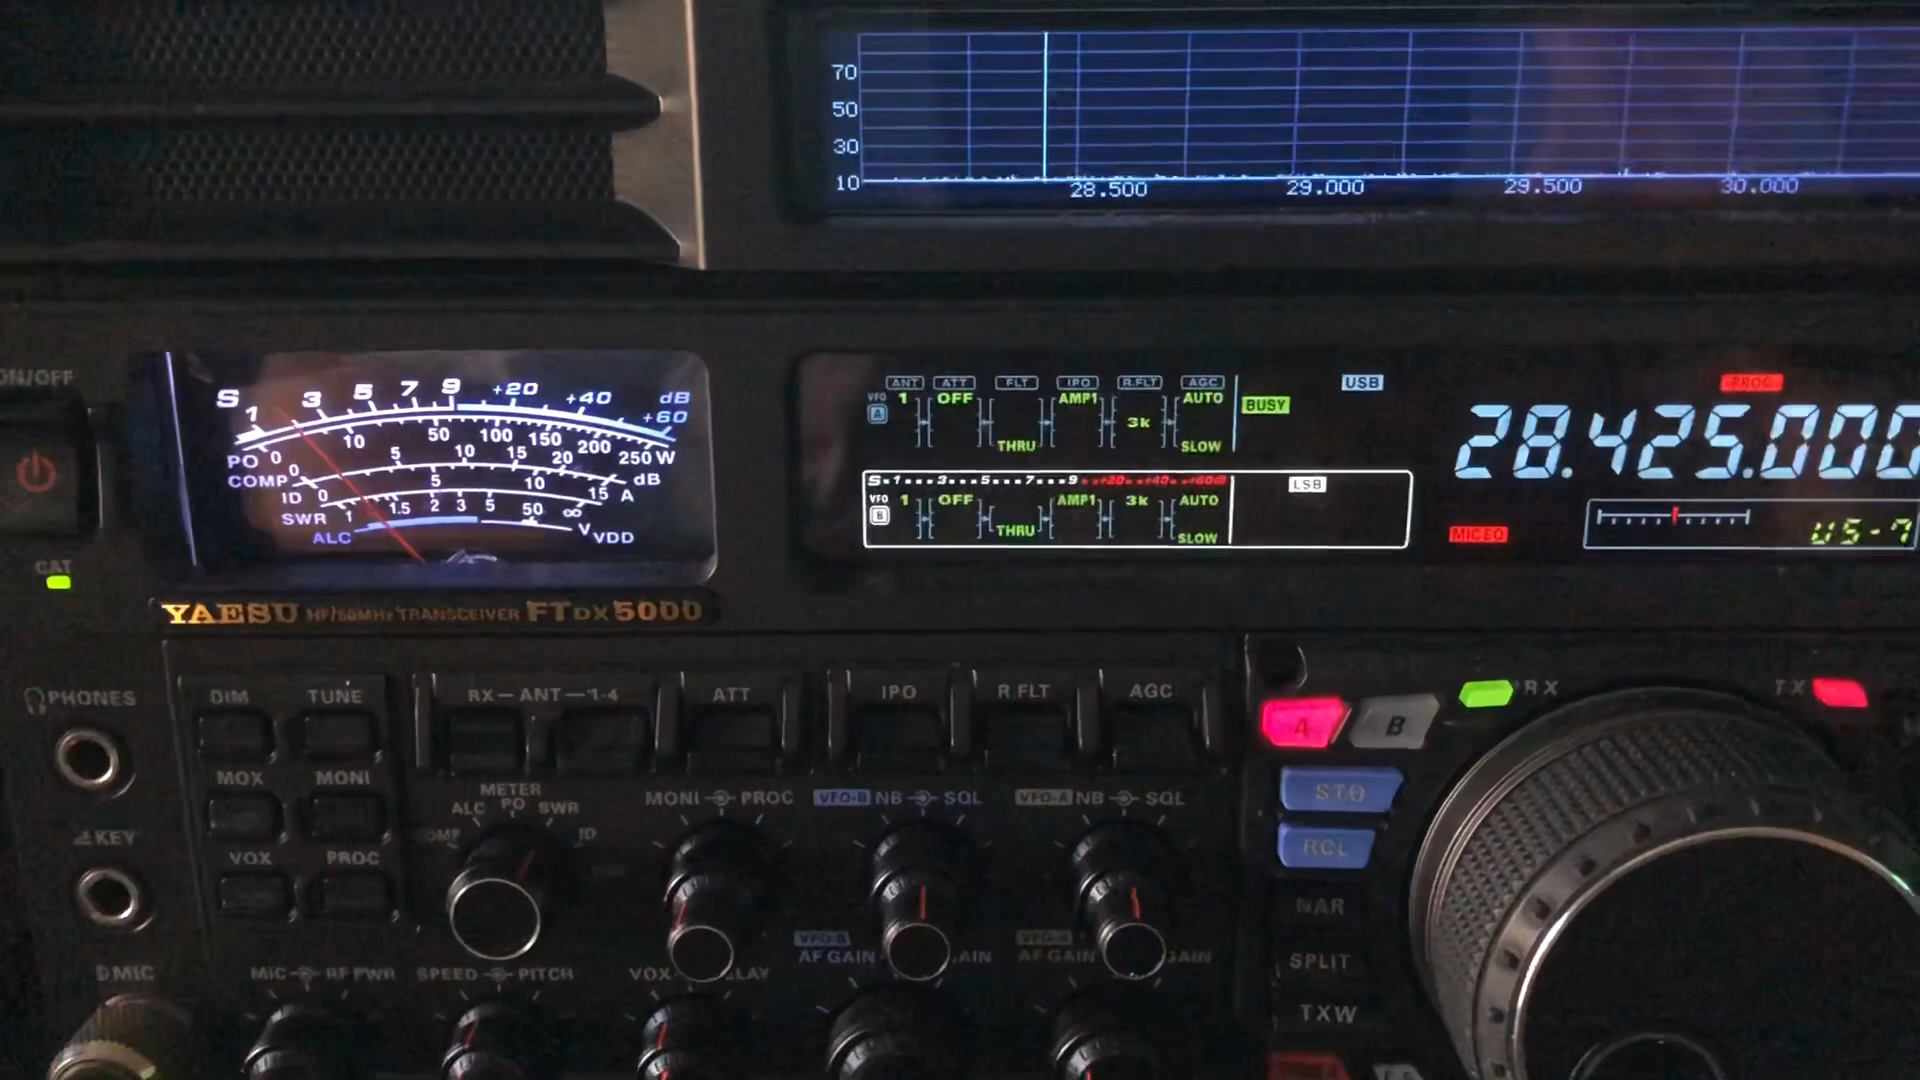 70
50
30
10
28.500 29.000 29.500 30.000
ON/OFF
S 1 3 5 7 9 +20 +40 +60 dB
PO 0 10 50 100 150 200 250 W
COMP 0 5 10 15 20 dB
ID 0 5 10 15 A
SWR 1 1.5 2 3 5 50 ∞
ALC V VDD
ANT ATT FLT IPO R.FLT AGC
VFO A 1 OFF THRU AMP1 3k AUTO SLOW
BUSY
USB
PROC
28.425.000
S 1 3 5 7 9 +20 +40 +60dB
VFO B 1 OFF THRU AMP1 3k AUTO SLOW
LSB
MIC EQ
CAT
YAESU HF/50MHz TRANSCEIVER FTDX 5000
PHONES
DIM TUNE
RX-ANT-1-4
ATT
IPO
R.FLT
AGC
A B
RX
TX
MOX MONI
METER
COMP ALC PO SWR ID
MONI PROC
VFO-B NB SQL
VFO-A NB SQL
STO
RCL
KEY
VOX PROC
NAR
VFO-B
AF GAIN
AF GAIN
SPLIT
MIC RF PWR
SPEED PITCH
VOX
TXW